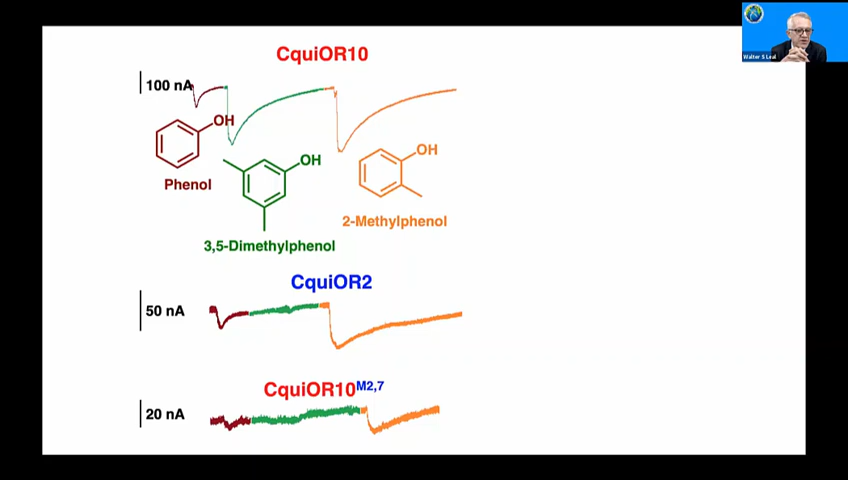 CquiOR10
100 nA
OH
Phenol
OH
3,5-Dimethylphenol
OH
2-Methylphenol
CquiOR2
50 nA
CquiOR10M2,7
20 nA
Walter S Leal